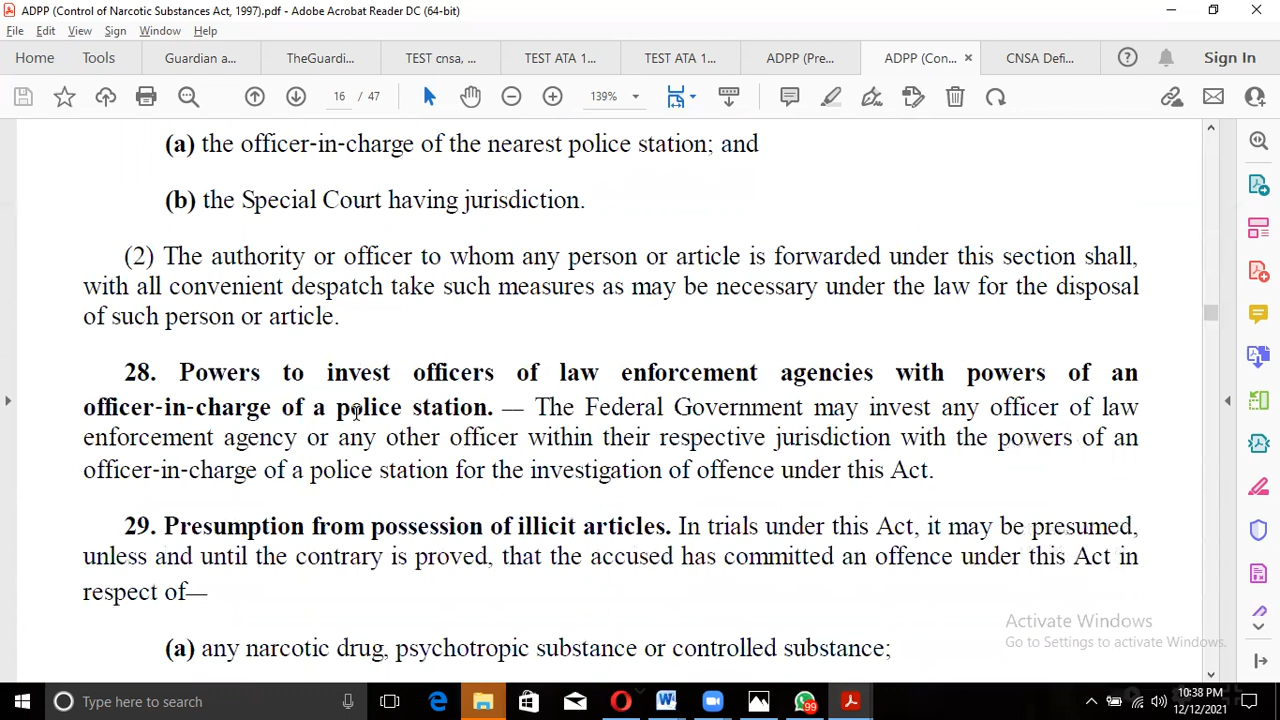 ADPP (Control of Narcotic Substances Act, 1997).pdf - Adobe Acrobat Reader DC (64-bit)
File Edit View Sign Window Help
Home Tools Guardian a... TheGuardi... TEST cnsa, ... TEST ATA 1... TEST ATA 1... ADPP (Pre... ADPP (Con... × CNSA Defi... Sign In
16 / 47 139%
(a) the officer-in-charge of the nearest police station; and
(b) the Special Court having jurisdiction.
(2) The authority or officer to whom any person or article is forwarded under this section shall,
with all convenient despatch take such measures as may be necessary under the law for the disposal
of such person or article.
28. Powers to invest officers of law enforcement agencies with powers of an
officer-in-charge of a police station. — The Federal Government may invest any officer of law
enforcement agency or any other officer within their respective jurisdiction with the powers of an
officer-in-charge of a police station for the investigation of offence under this Act.
29. Presumption from possession of illicit articles. In trials under this Act, it may be presumed,
unless and until the contrary is proved, that the accused has committed an offence under this Act in
respect of—
(a) any narcotic drug, psychotropic substance or controlled substance;
Activate Windows
Go to Settings to activate Windows.
Type here to search
99
10:38 PM
12/12/2021